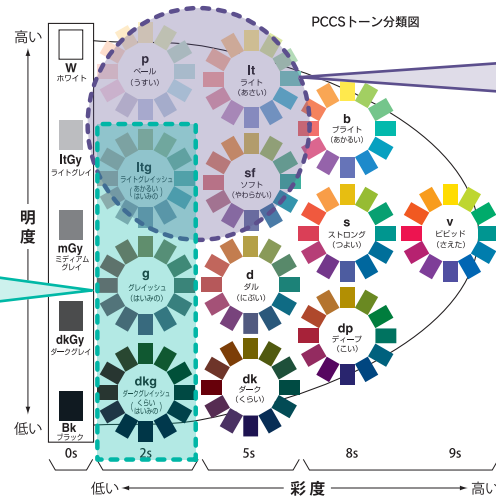 PCCSトーン分類図
高い
明度
低い
W
ホワイト
ltGy
ライトグレイ
mGy
ミディアム
グレイ
dkGy
ダークグレイ
Bk
ブラック
p
ペール
(うすい)
lt
ライト
(あさい)
b
ブライト
(あかるい)
ltg
ライトグレイッシュ
(あかるい
はいみの)
sf
ソフト
(やわらかい)
s
ストロング
(つよい)
v
ビビッド
(さえた)
g
グレイッシュ
(はいみの)
d
ダル
(にぶい)
dp
ディープ
(こい)
dkg
ダークグレイッシュ
(くらい
はいみの)
dk
ダーク
(くらい)
0s
2s
5s
8s
9s
低い
彩度
高い